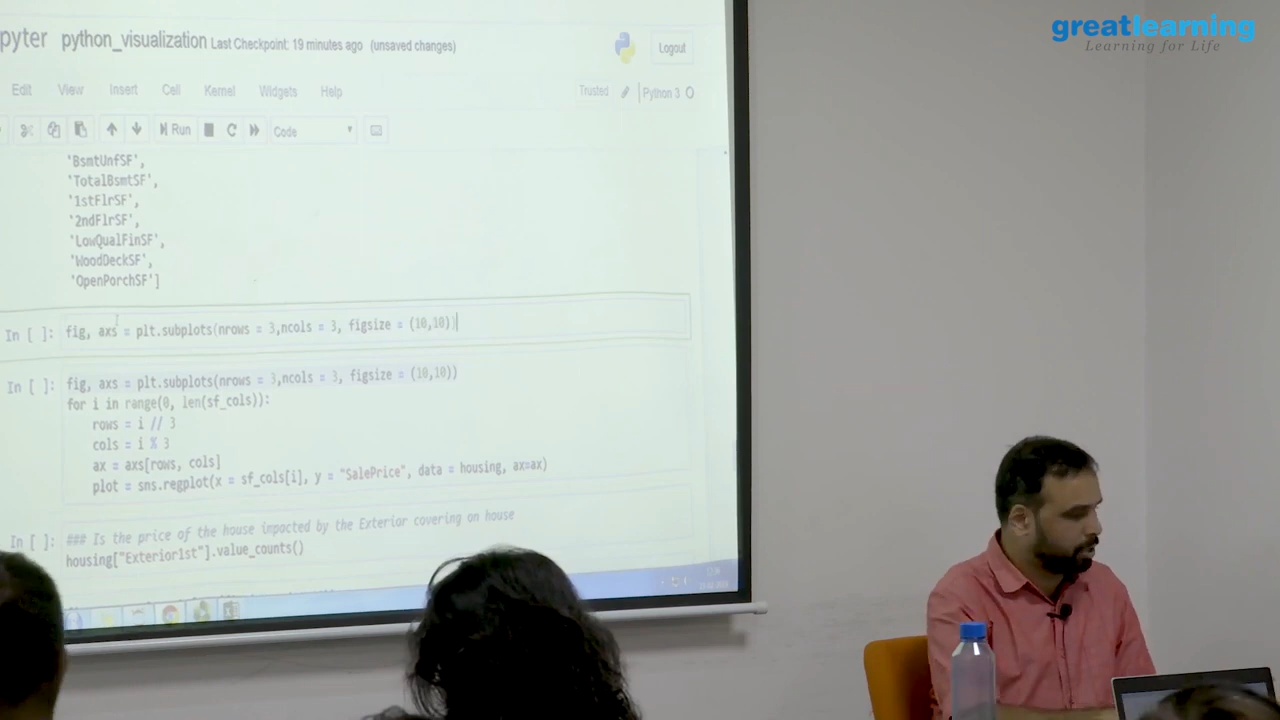 greatlearning
Learning for Life
pyter python_visualization Last Checkpoint: 19 minutes ago (unsaved changes)
Logout
Edit View Insert Cell Kernel Widgets Help
Trusted Python 3
Run Code
'BsmtUnfSF',
'TotalBsmtSF',
'1stFlrSF',
'2ndFlrSF',
'LowQualFinSF',
'WoodDeckSF',
'OpenPorchSF']
In [ ]: fig, axs = plt.subplots(nrows = 3,ncols = 3, figsize = (10,10))
In [ ]: fig, axs = plt.subplots(nrows = 3,ncols = 3, figsize = (10,10))
for i in range(0, len(sf_cols)):
rows = i // 3
cols = i % 3
ax = axs[rows, cols]
plot = sns.regplot(x = sf_cols[i], y = "SalePrice", data = housing, ax=ax)
In [ ]: ### Is the price of the house impacted by the Exterior covering on house
housing["Exterior1st"].value_counts()